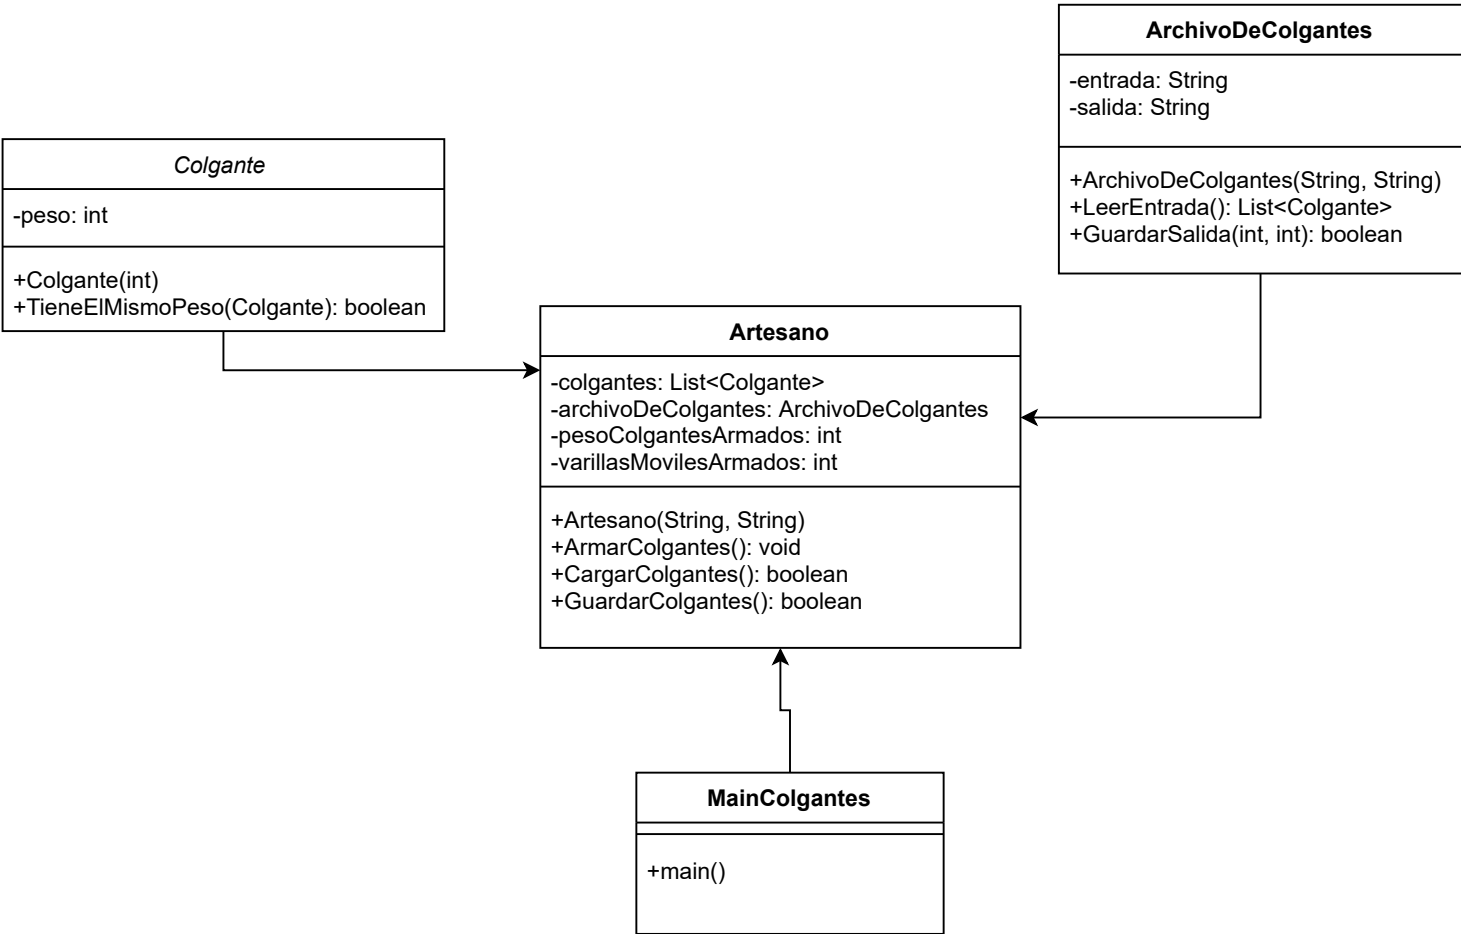 ArchivoDeColgantes
-entrada: String
-salida: String
+ArchivoDeColgantes(String, String)
+LeerEntrada(): List<Colgante>
+GuardarSalida(int, int): boolean
Colgante
-peso: int
+Colgante(int)
+TieneElMismoPeso(Colgante): boolean
Artesano
-colgantes: List<Colgante>
-archivoDeColgantes: ArchivoDeColgantes
-pesoColgantesArmados: int
-varillasMovilesArmados: int
+Artesano(String, String)
+ArmarColgantes(): void
+CargarColgantes(): boolean
+GuardarColgantes(): boolean
MainColgantes
+main()